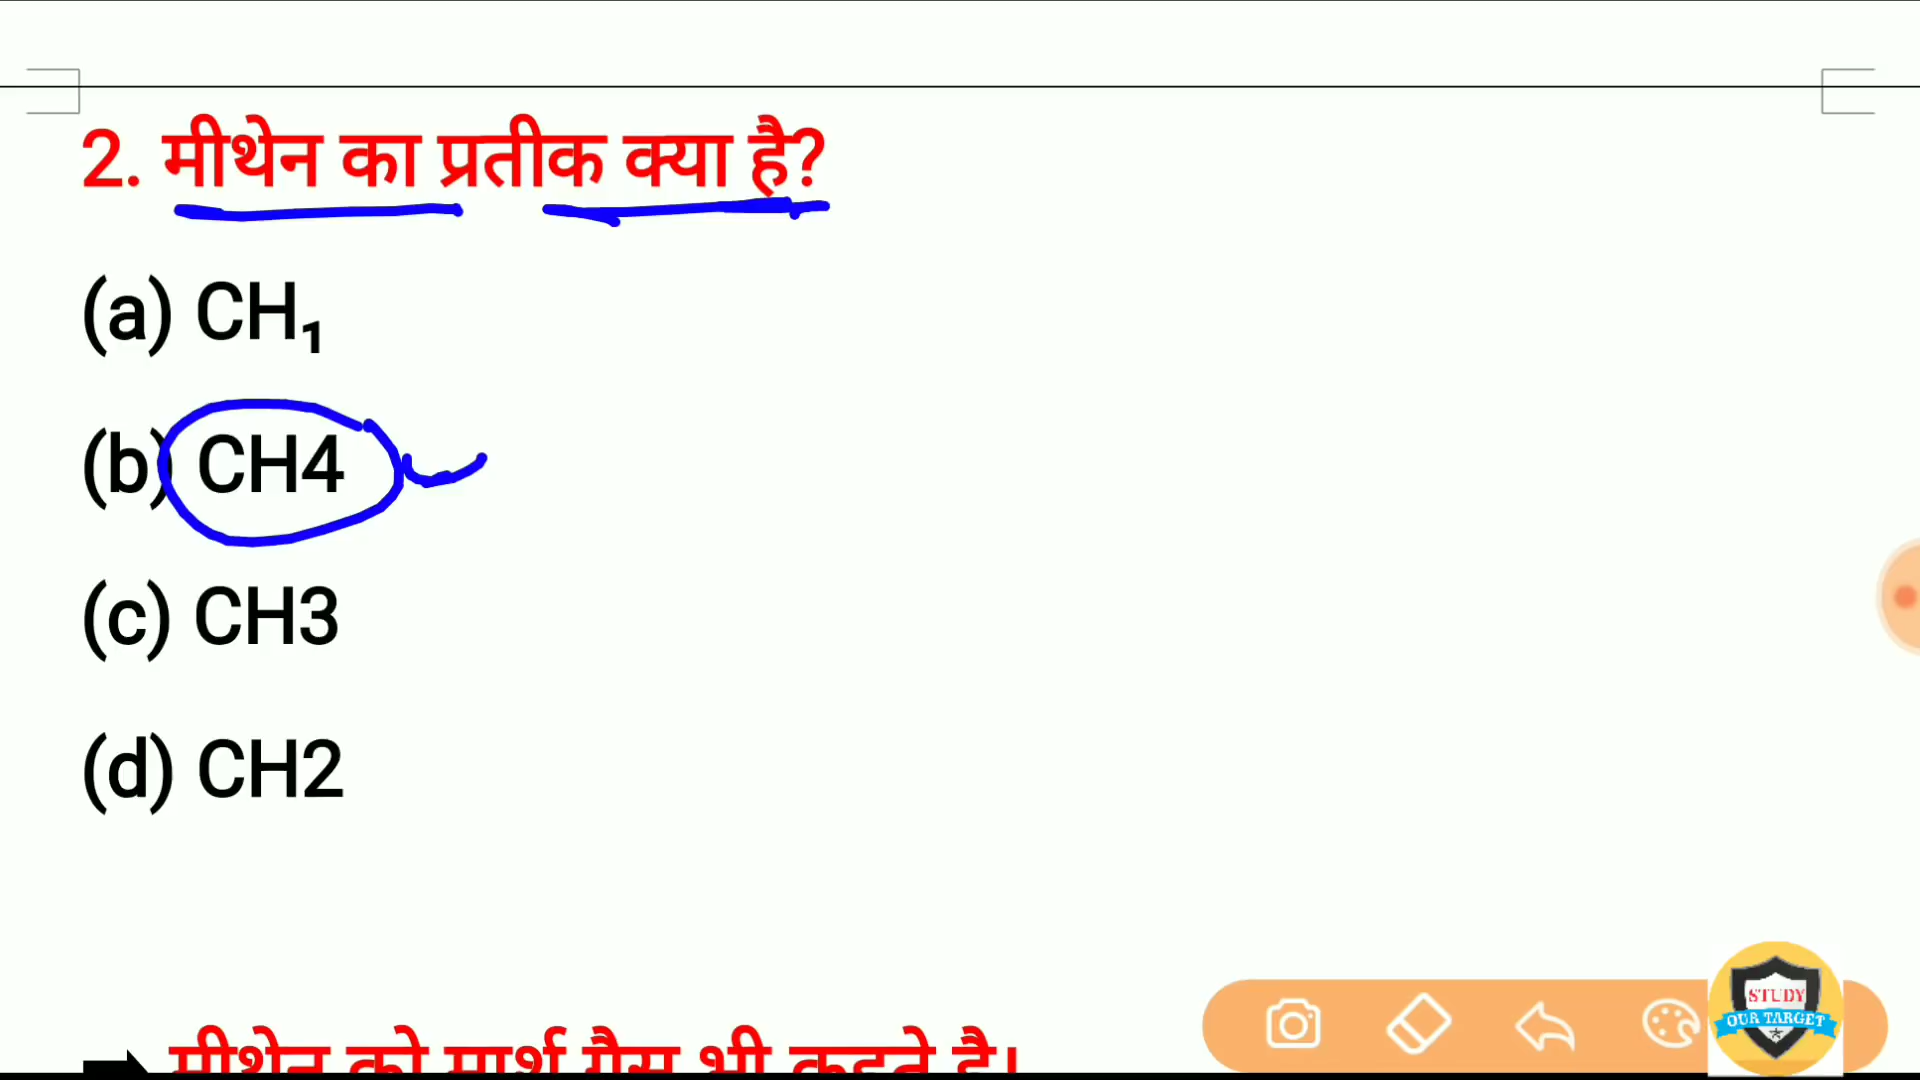 2. मीथेन का प्रतीक क्या है?
(a) CH₁
(b) CH4
(c) CH3
(d) CH2
मीथेन को मार्श गैस भी कहते है।
STUDY
OUR TARGET